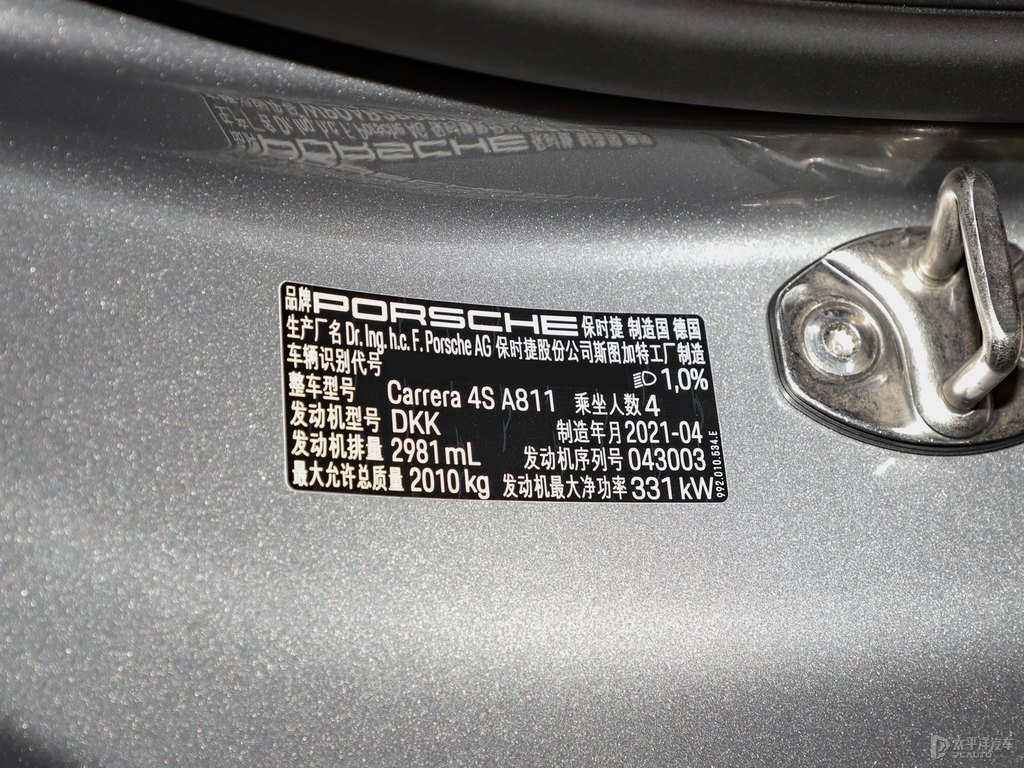 品牌 PORSCHE 保时捷 制造国 德国
生产厂名 Dr. Ing. h.c. F. Porsche AG 保时捷股份公司斯图加特工厂制造
车辆识别代号 1,0%
整车型号 Carrera 4S A811 乘坐人数 4
发动机型号 DKK 制造年月 2021-04
发动机排量 2981 mL 发动机序列号 043003
最大允许总质量 2010 kg 发动机最大净功率 331 kW
992.010.534.E
太平洋汽车
PCAUTO